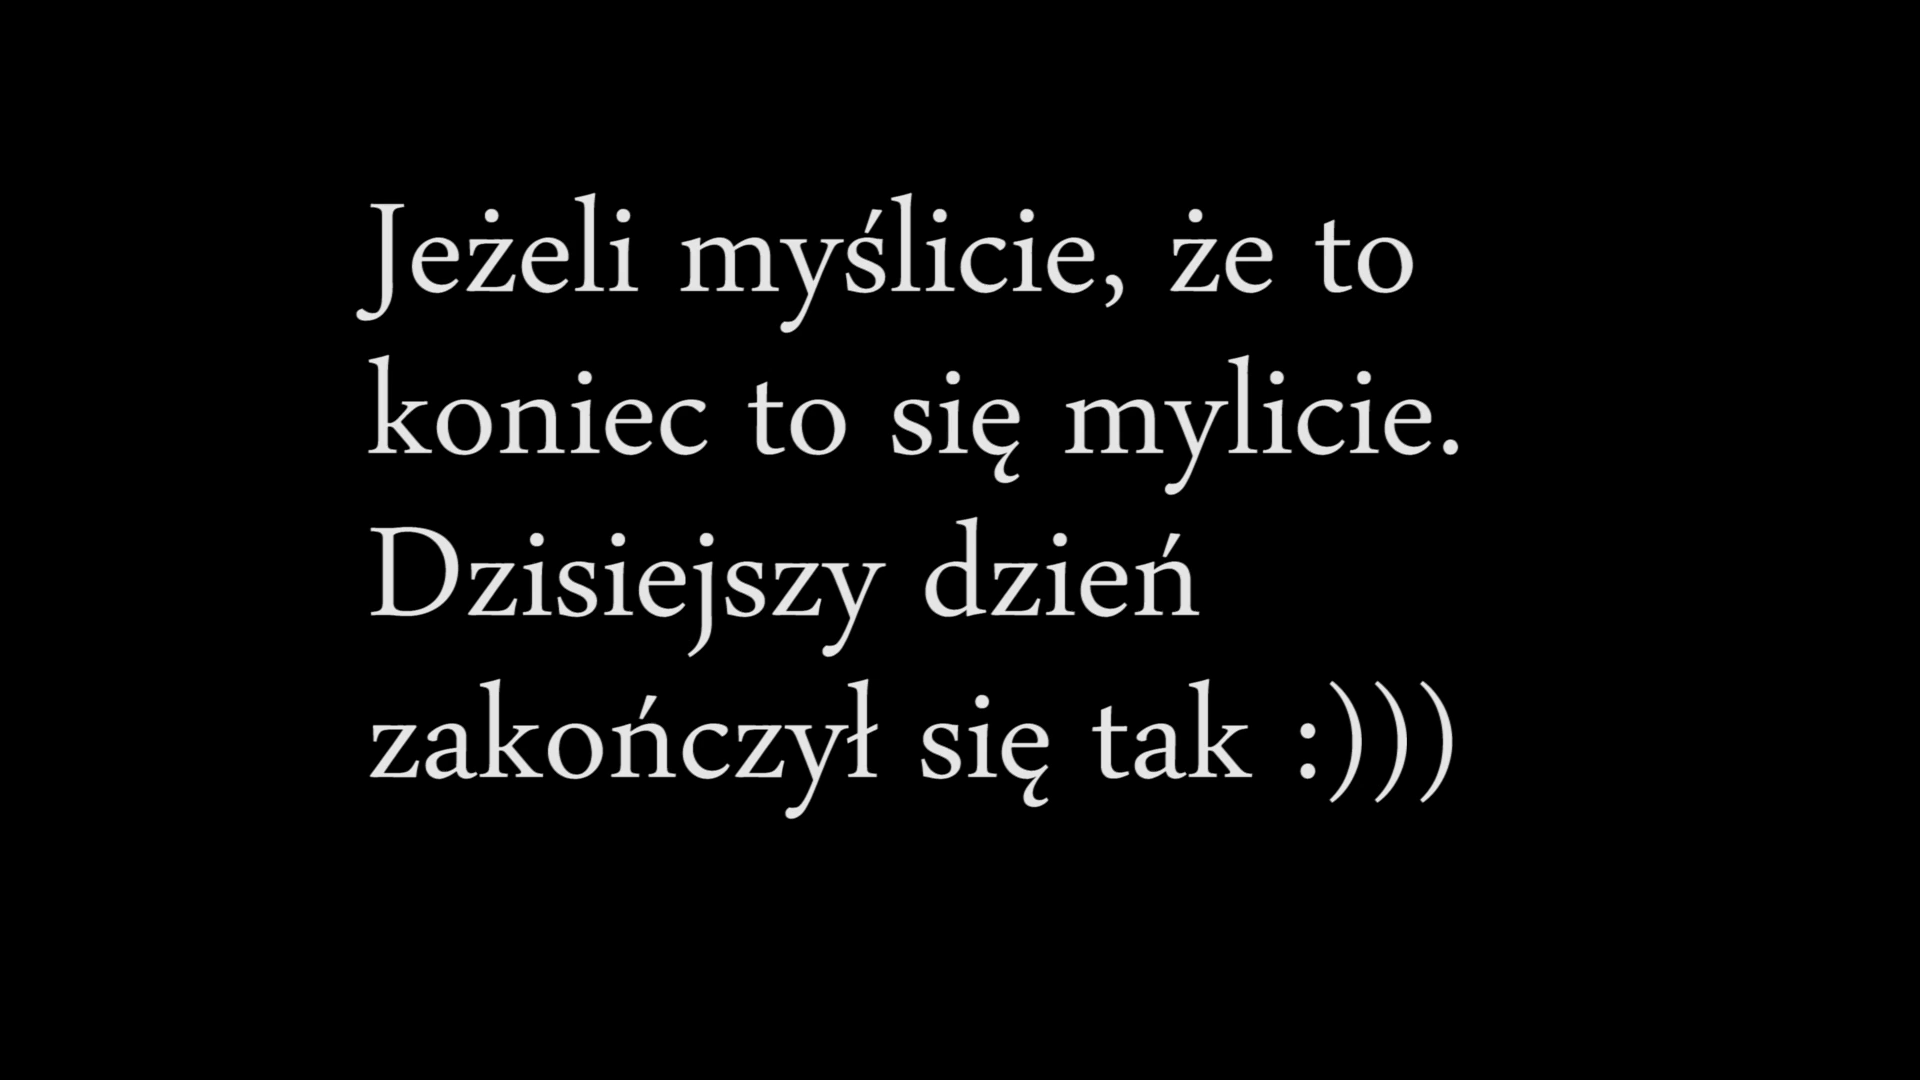 Jeżeli myślicie, że to
koniec to się mylicie.
Dzisiejszy dzień
zakończył się tak :)))